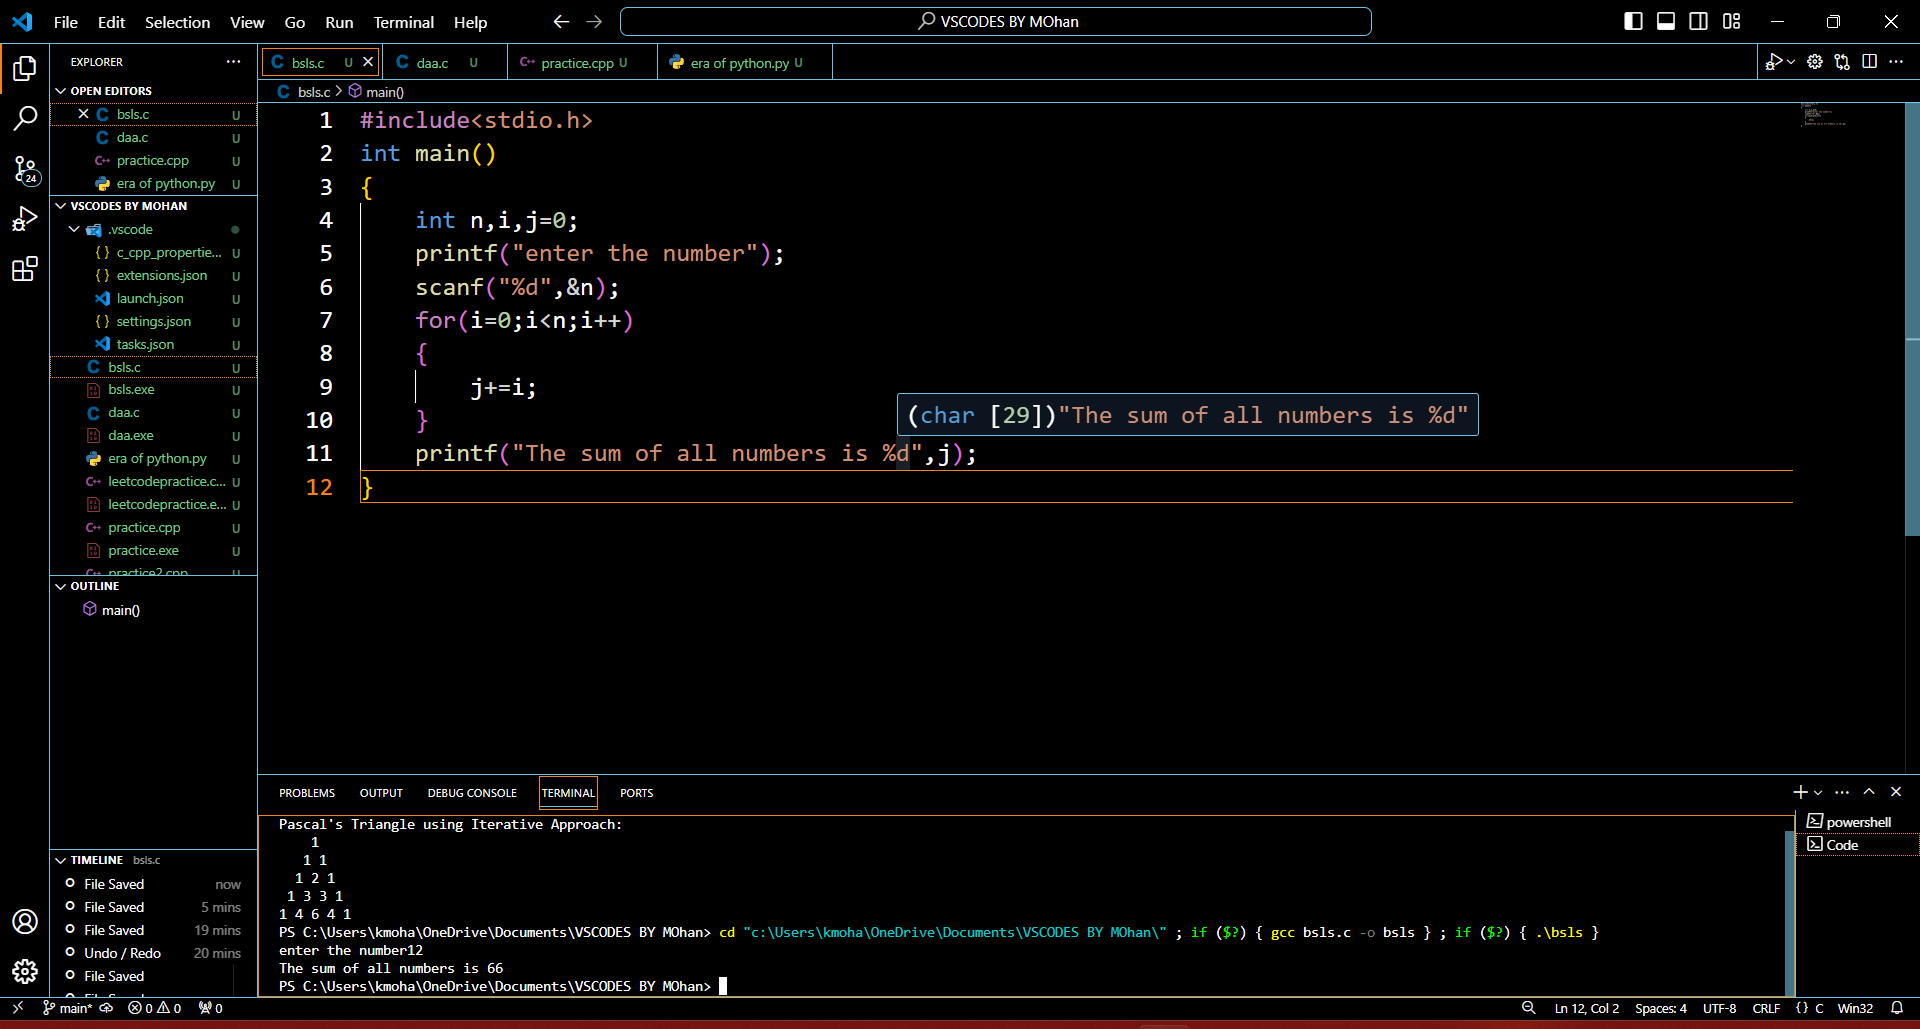 File Edit Selection View Go Run Terminal Help
VSCODES BY MOhan
EXPLORER
OPEN EDITORS
bsls.c U
daa.c U
practice.cpp U
era of python.py U
VSCODES BY MOHAN
.vscode
c_cpp_propertie... U
extensions.json U
launch.json U
settings.json U
tasks.json U
bsls.c U
bsls.exe U
daa.c U
daa.exe U
era of python.py U
leetcodepractice.c... U
leetcodepractice.e... U
practice.cpp U
practice.exe U
practice2.cpp U
OUTLINE
main()
TIMELINE bsls.c
File Saved now
File Saved 5 mins
File Saved 19 mins
Undo / Redo 20 mins
File Saved
24
bsls.c U
daa.c U
practice.cpp U
era of python.py U
bsls.c > main()
1 #include<stdio.h>
2 int main()
3 {
4 int n,i,j=0;
5 printf("enter the number");
6 scanf("%d",&n);
7 for(i=0;i<n;i++)
8 {
9 j+=i;
10 }
(char [29])"The sum of all numbers is %d"
11 printf("The sum of all numbers is %d",j);
12 }
PROBLEMS OUTPUT DEBUG CONSOLE TERMINAL PORTS
powershell
Code
Pascal's Triangle using Iterative Approach:
1
1 1
1 2 1
1 3 3 1
1 4 6 4 1
PS C:\Users\kmoha\OneDrive\Documents\VSCODES BY MOhan> cd "c:\Users\kmoha\OneDrive\Documents\VSCODES BY MOhan\" ; if ($?) { gcc bsls.c -o bsls } ; if ($?) { .\bsls }
enter the number12
The sum of all numbers is 66
PS C:\Users\kmoha\OneDrive\Documents\VSCODES BY MOhan>
main* 0 0 0
Ln 12, Col 2 Spaces: 4 UTF-8 CRLF {} C Win32